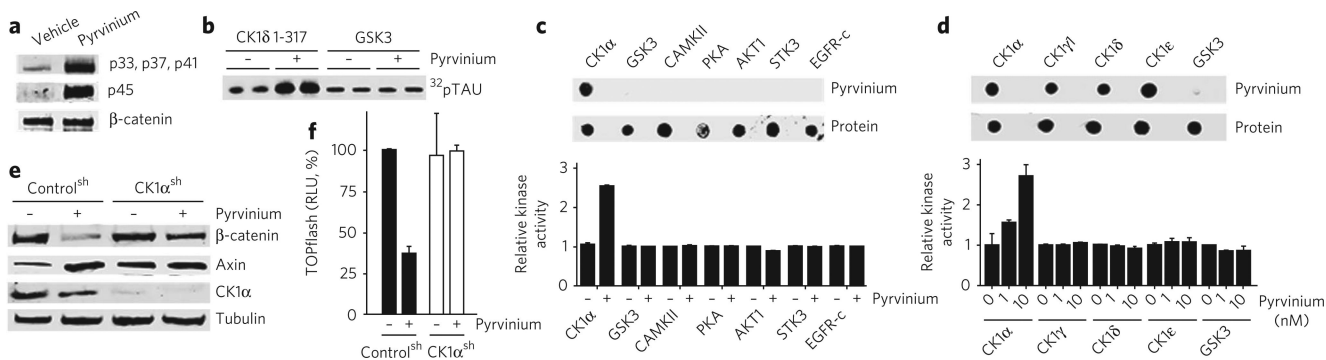 a
Vehicle
Pyrvinium
p33, p37, p41
p45
β-catenin
b
CK1δ 1-317
GSK3
– + – + Pyrvinium
³²pTAU
c
CK1α
GSK3
CAMKII
PKA
AKT1
STK3
EGFR-c
Pyrvinium
Protein
Relative kinase
activity
3
2
1
0
– + – + – + – + – + – + – + Pyrvinium
CK1α
GSK3
CAMKII
PKA
AKT1
STK3
EGFR-c
d
CK1α
CK1γ1
CK1δ
CK1ε
GSK3
Pyrvinium
Protein
Relative kinase
activity
3
2
1
0
0 1 10 0 1 10 0 1 10 0 1 10 0 1 10 Pyrvinium
(nM)
CK1α
CK1γ
CK1δ
CK1ε
GSK3
e
Controlˢʰ CK1αˢʰ
– + – + Pyrvinium
β-catenin
Axin
CK1α
Tubulin
f
TOPflash (RLU, %)
100
75
50
25
0
– + – + Pyrvinium
Controlˢʰ CK1αˢʰ